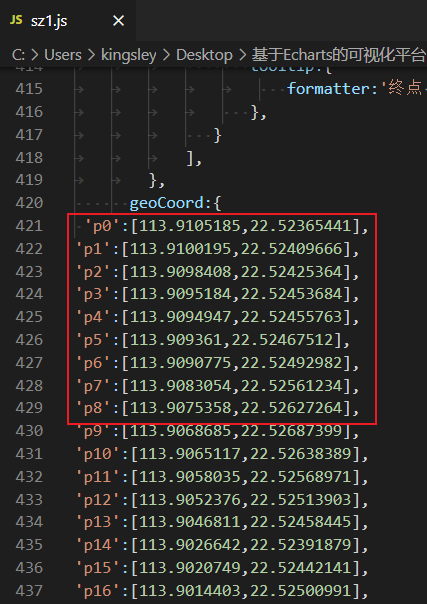 JS sz1.js ×
C: > Users > kingsley > Desktop > 基于Echarts的可视化平台
414 tooltip:{
415 formatter:'终点
416 },
417 }
418 ],
419 },
420 geoCoord:{
421 'p0':[113.9105185,22.52365441],
422 'p1':[113.9100195,22.52409666],
423 'p2':[113.9098408,22.52425364],
424 'p3':[113.9095184,22.52453684],
425 'p4':[113.9094947,22.52455763],
426 'p5':[113.909361,22.52467512],
427 'p6':[113.9090775,22.52492982],
428 'p7':[113.9083054,22.52561234],
429 'p8':[113.9075358,22.52627264],
430 'p9':[113.9068685,22.52687399],
431 'p10':[113.9065117,22.52638389],
432 'p11':[113.9058035,22.52568971],
433 'p12':[113.9052376,22.52513903],
434 'p13':[113.9046811,22.52458445],
435 'p14':[113.9026642,22.52391879],
436 'p15':[113.9020749,22.52442141],
437 'p16':[113.9014403,22.52500991],